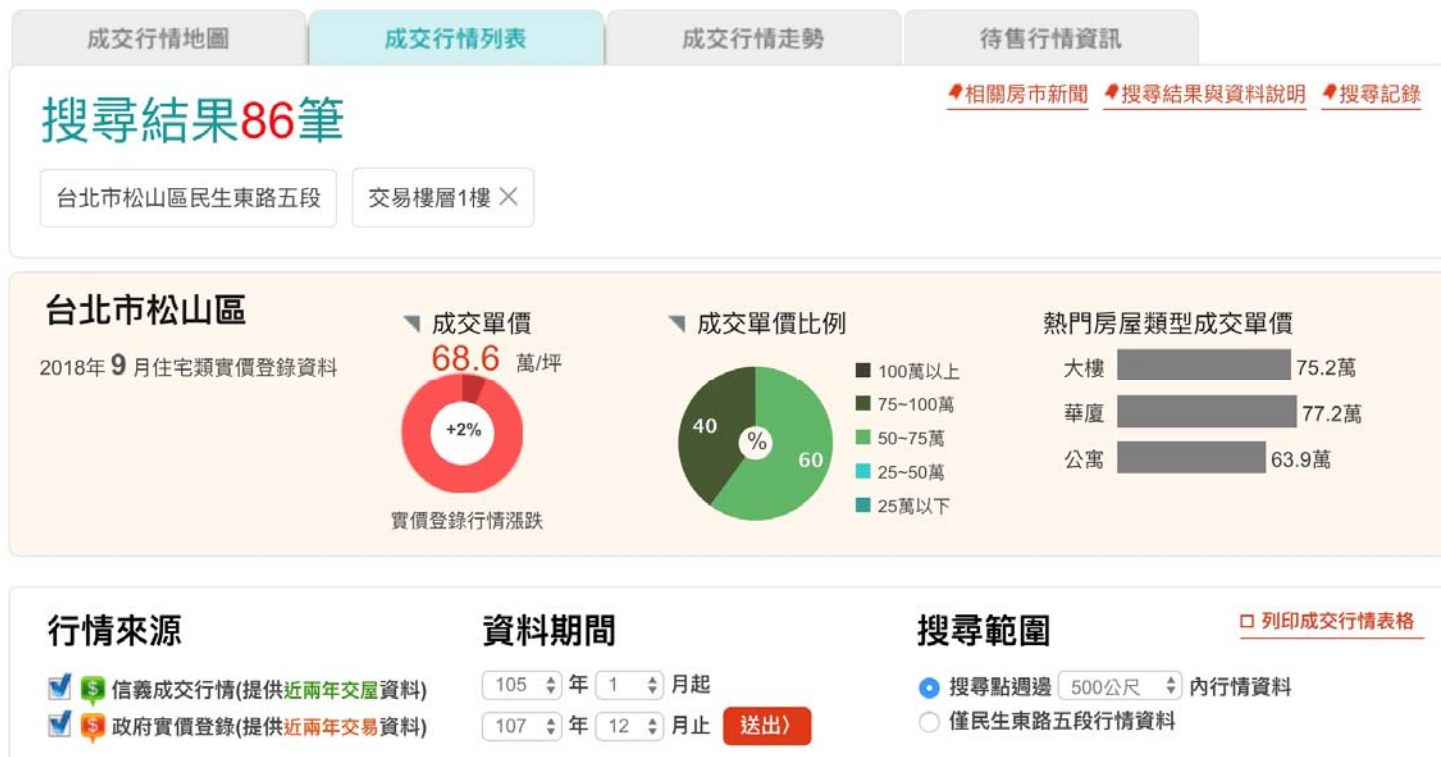 成交行情地圖 成交行情列表 成交行情走勢 待售行情資訊
相關房市新聞 搜尋結果與資料說明 搜尋記錄
搜尋結果86筆
台北市松山區民生東路五段 交易樓層1樓
台北市松山區
2018年 9 月住宅類實價登錄資料
成交單價
68.6 萬/坪
+2%
實價登錄行情漲跌
成交單價比例
40
%
60
100萬以上
75~100萬
50~75萬
25~50萬
25萬以下
熱門房屋類型成交單價
大樓 75.2萬
華廈 77.2萬
公寓 63.9萬
行情來源
信義成交行情(提供近兩年交屋資料)
政府實價登錄(提供近兩年交易資料)
資料期間
105 年 1 月起
107 年 12 月止 送出〉
搜尋範圍
列印成交行情表格
搜尋點週邊 500公尺 內行情資料
僅民生東路五段行情資料